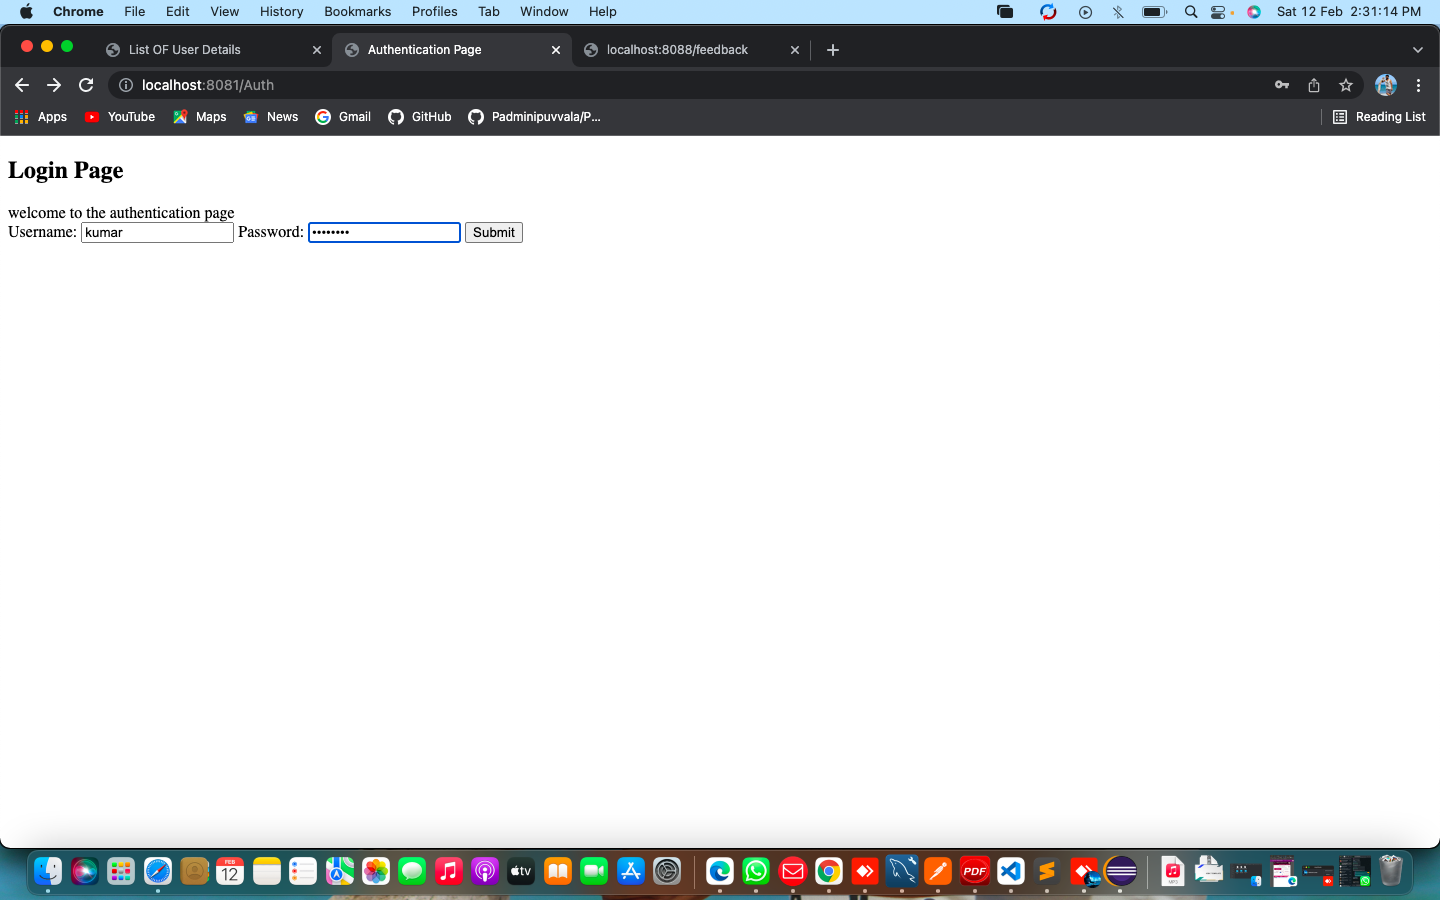 Chrome File Edit View History Bookmarks Profiles Tab Window Help Sat 12 Feb 2:31:14 PM
List OF User Details Authentication Page localhost:8088/feedback
localhost:8081/Auth
Apps YouTube Maps News Gmail GitHub Padminipuvvala/P... Reading List
Login Page
welcome to the authentication page
Username: kumar Password: •••••••• Submit
FEB
12
tv
PDF